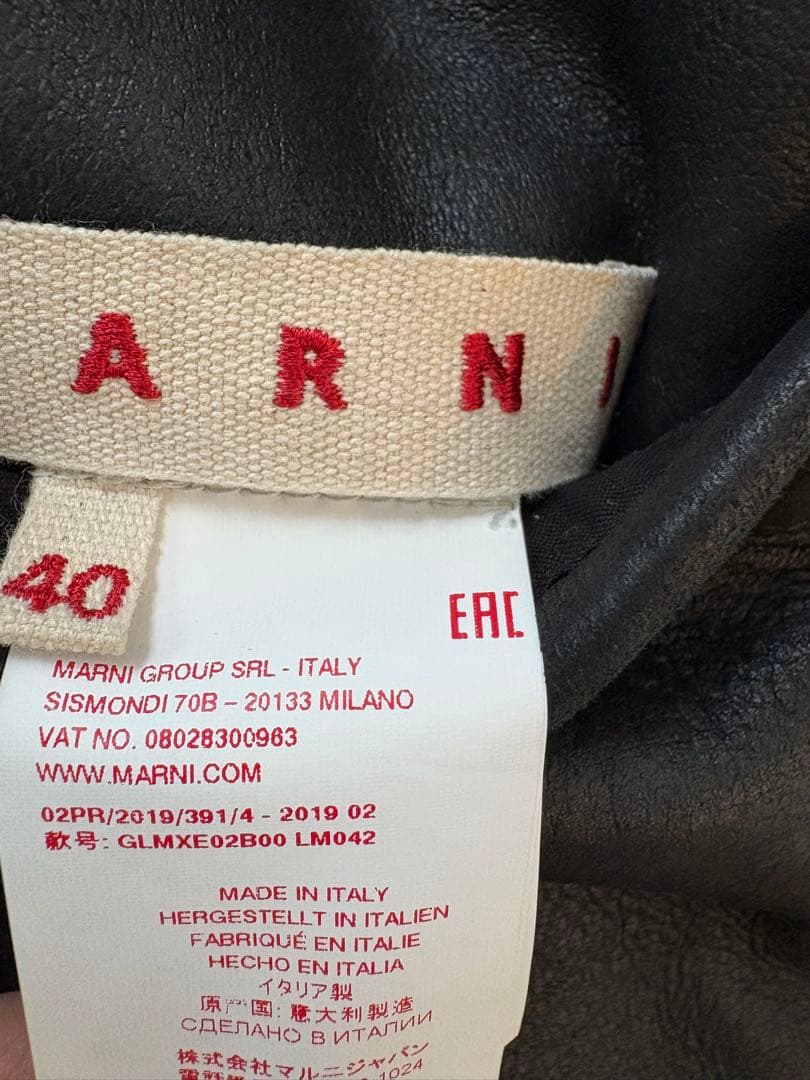 ARNI
40
EAC
MARNI GROUP SRL - ITALY
SISMONDI 70B – 20133 MILANO
VAT NO. 08028300963
WWW.MARNI.COM
02PR/2019/391/4 - 2019 02
款号: GLMXE02B00 LM042
MADE IN ITALY
HERGESTELLT IN ITALIEN
FABRIQUÉ EN ITALIE
HECHO EN ITALIA
イタリア製
原产国: 意大利製造
СДЕЛАНО В ИТАЛИИ
株式会社マルニジャパン
1024